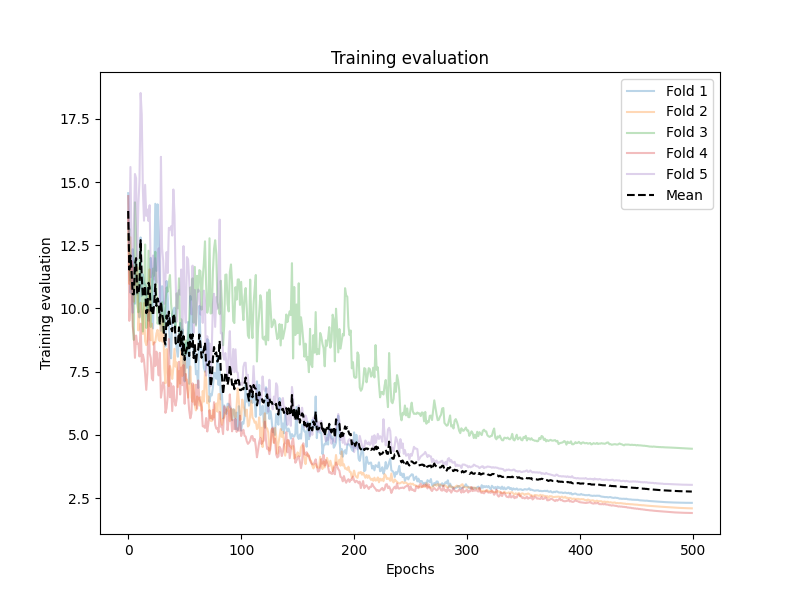 Training evaluation
Fold 1
Fold 2
Fold 3
Fold 4
Fold 5
Mean
Training evaluation
17.5
15.0
12.5
10.0
7.5
5.0
2.5
0 100 200 300 400 500
Epochs